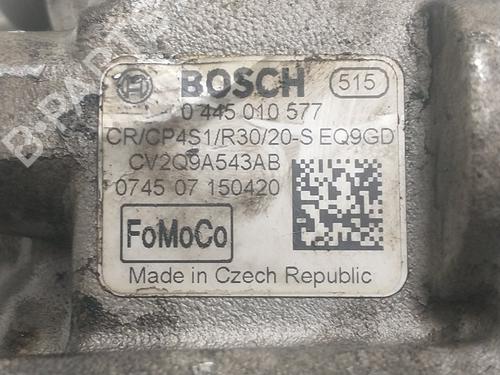 BOSCH 515
0 445 010 577
CR/CP4S1/R30/20-S EQ9GD
CV2Q9A543AB
0745 07 150420
FoMoCo
Made in Czech Republic
B-PARTS